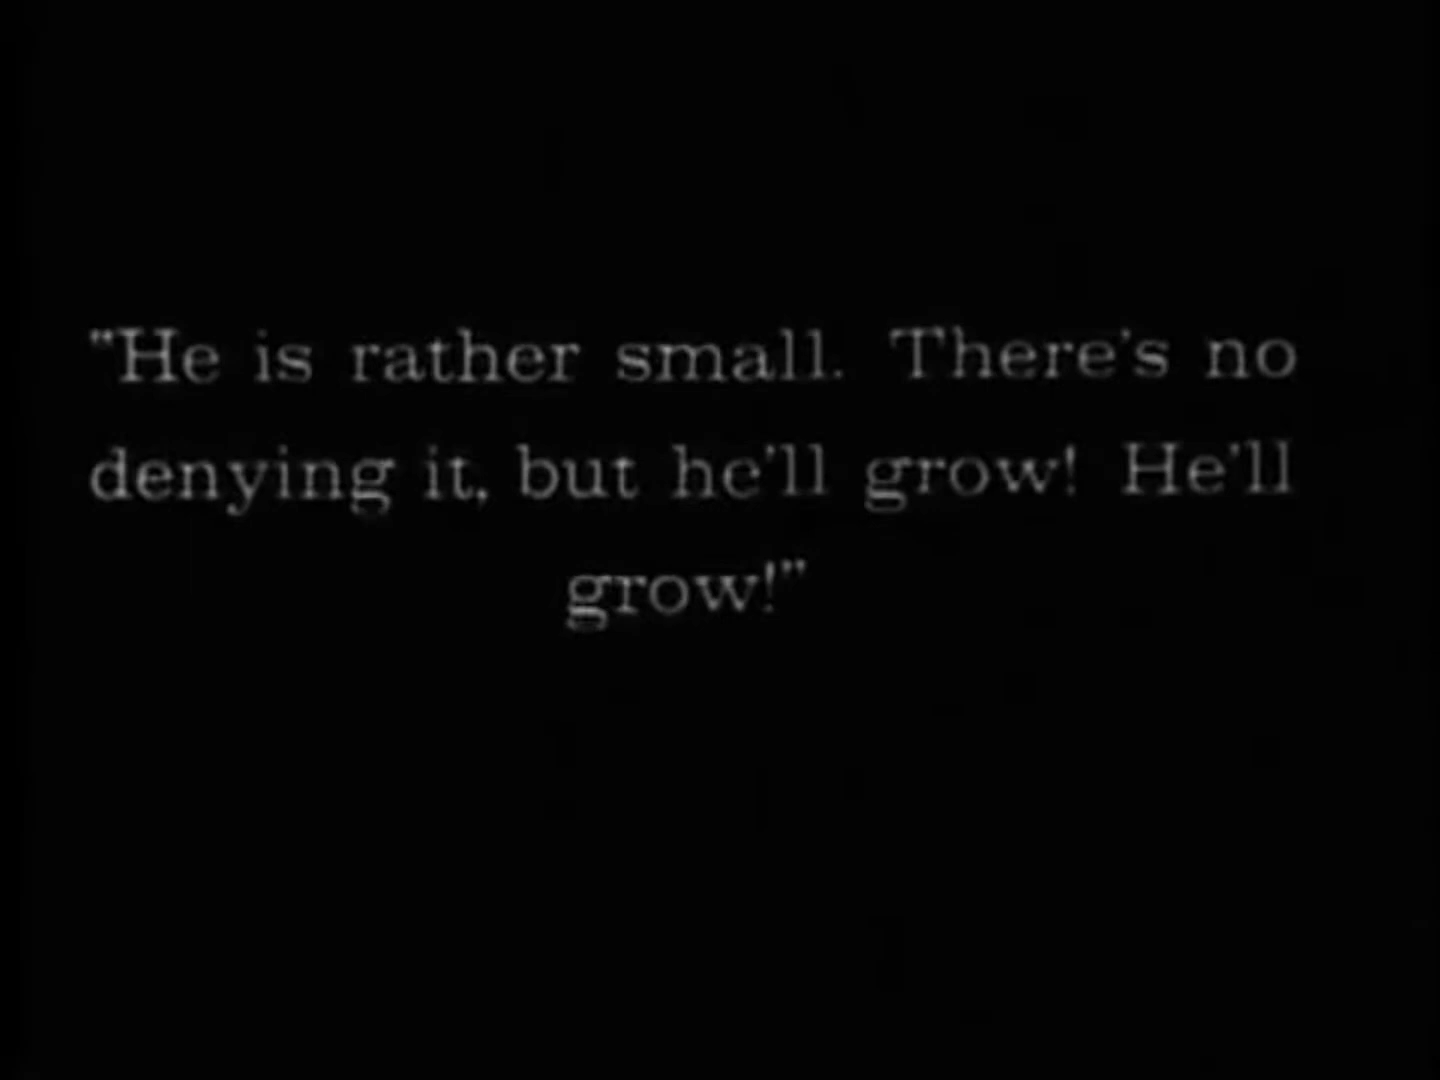 "He is rather small. There's no
denying it, but he'll grow! He'll
grow!"